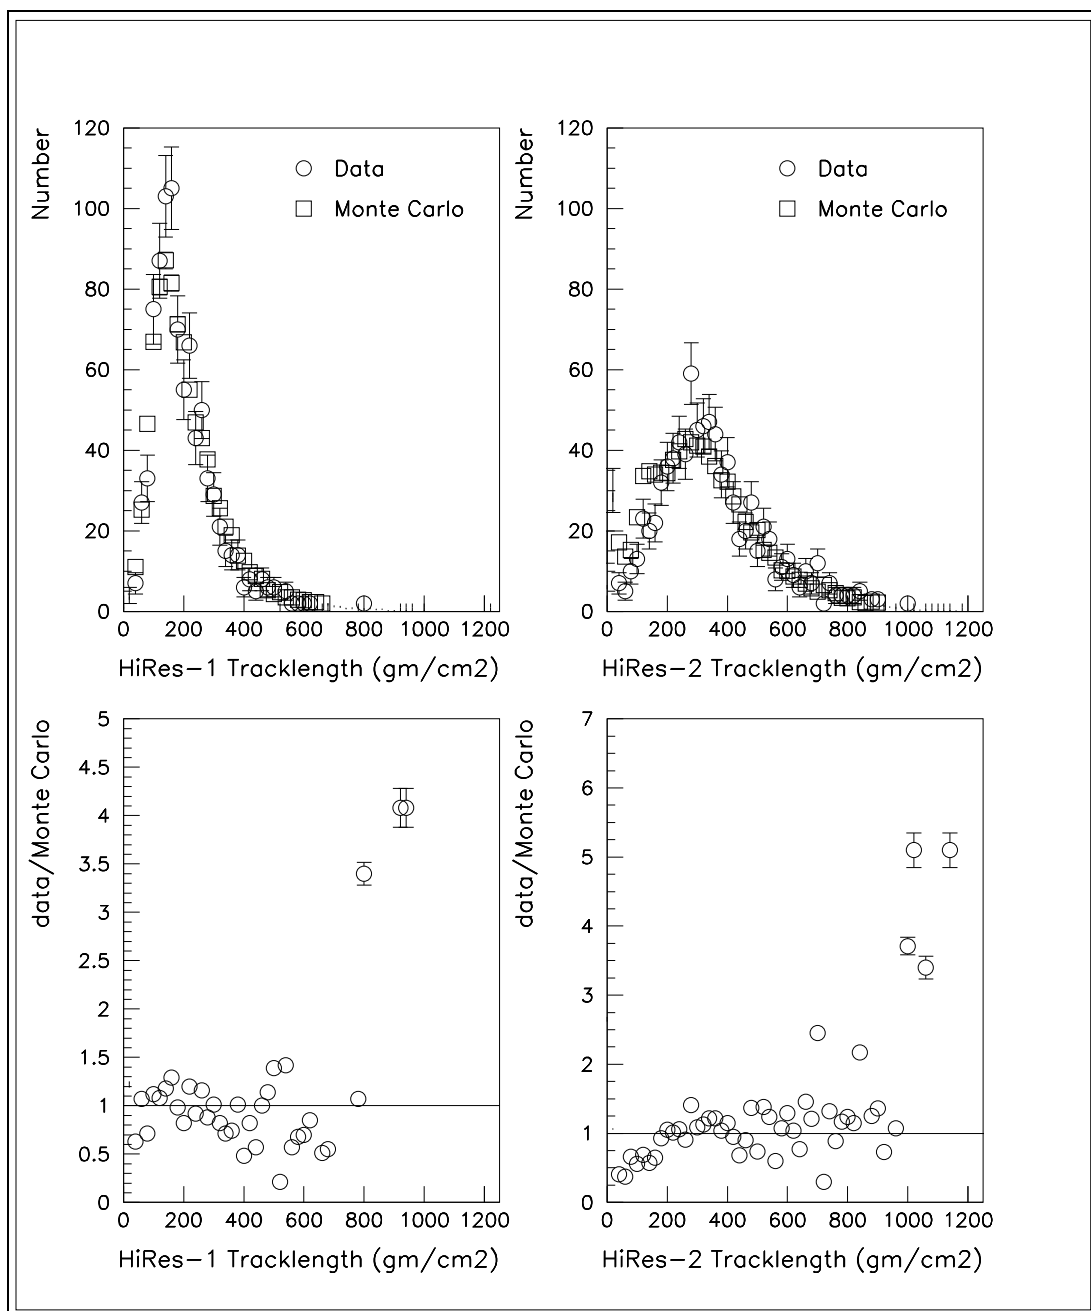 Number
120
100
80
60
40
20
0
Data
Monte Carlo
0 200 400 600 800 1000 1200
HiRes-1 Tracklength (gm/cm2)
Number
120
100
80
60
40
20
0
Data
Monte Carlo
0 200 400 600 800 1000 1200
HiRes-2 Tracklength (gm/cm2)
data/Monte Carlo
5
4.5
4
3.5
3
2.5
2
1.5
1
0.5
0
0 200 400 600 800 1000 1200
HiRes-1 Tracklength (gm/cm2)
data/Monte Carlo
7
6
5
4
3
2
1
0
0 200 400 600 800 1000 1200
HiRes-2 Tracklength (gm/cm2)